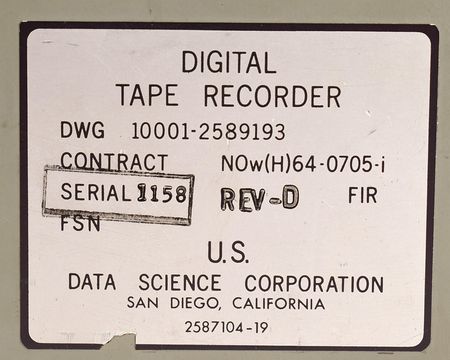 DIGITAL
TAPE RECORDER
DWG 10001-2589193
CONTRACT NOw(H)64-0705-i
SERIAL 1158 REV-D FIR
FSN
U.S.
DATA SCIENCE CORPORATION
SAN DIEGO, CALIFORNIA
2587104-19